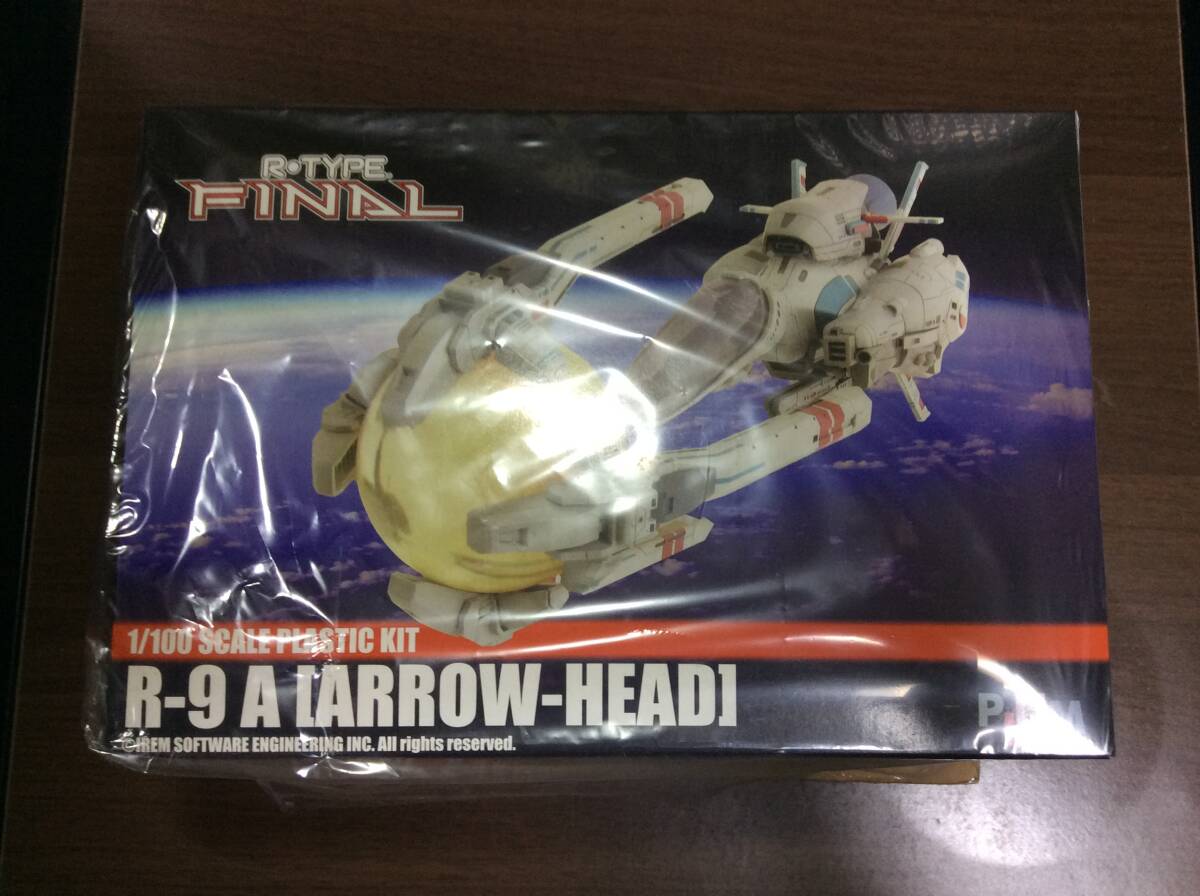 R•TYPE
FINAL
1/100 SCALE PLASTIC KIT
R-9 A [ARROW-HEAD]
©IREM SOFTWARE ENGINEERING INC. All rights reserved.